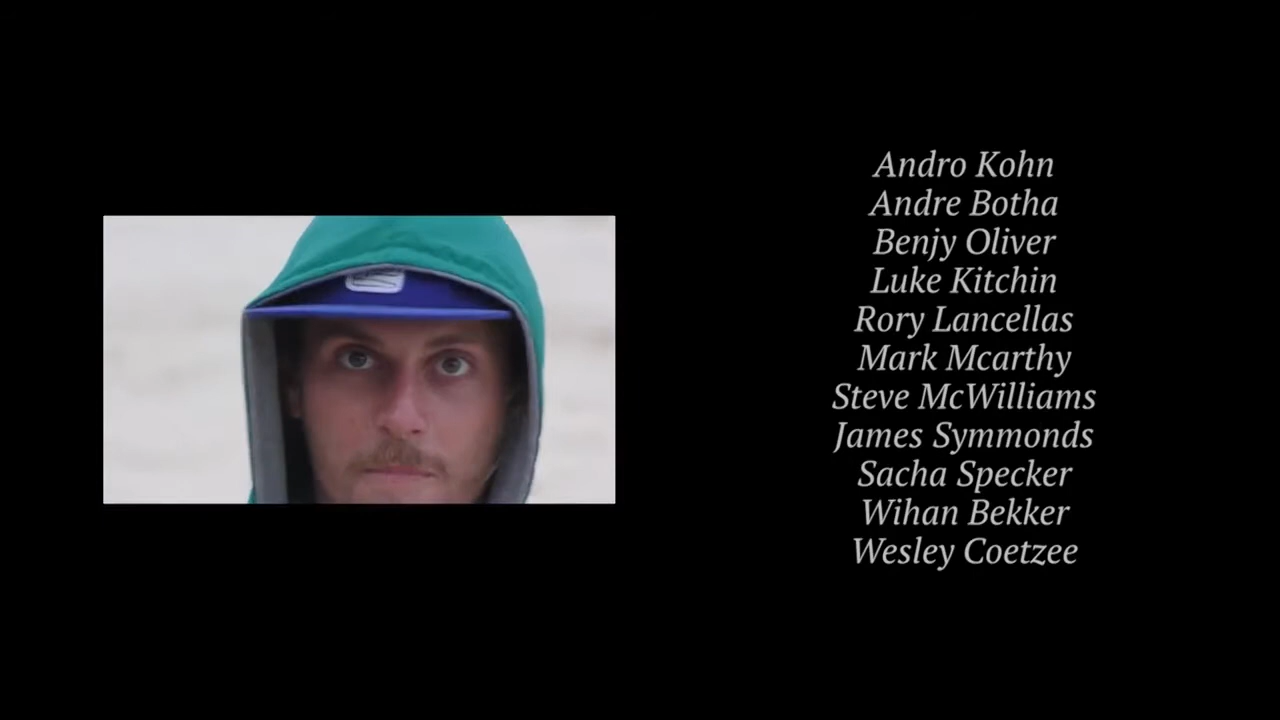 Andro Kohn
Andre Botha
Benjy Oliver
Luke Kitchin
Rory Lancellas
Mark Mcarthy
Steve McWilliams
James Symmonds
Sacha Specker
Wihan Bekker
Wesley Coetzee